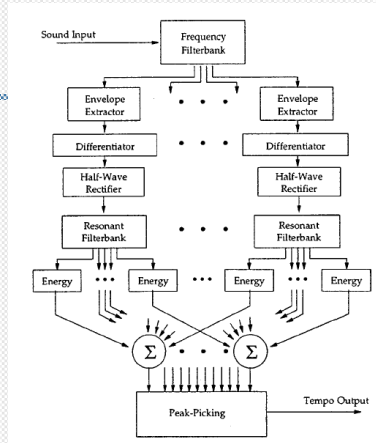 Sound Input
Frequency
Filterbank
Envelope
Extractor
Envelope
Extractor
Differentiator
Differentiator
Half-Wave
Rectifier
Half-Wave
Rectifier
Resonant
Filterbank
Resonant
Filterbank
Energy
Energy
Energy
Energy
Σ
Σ
Peak-Picking
Tempo Output